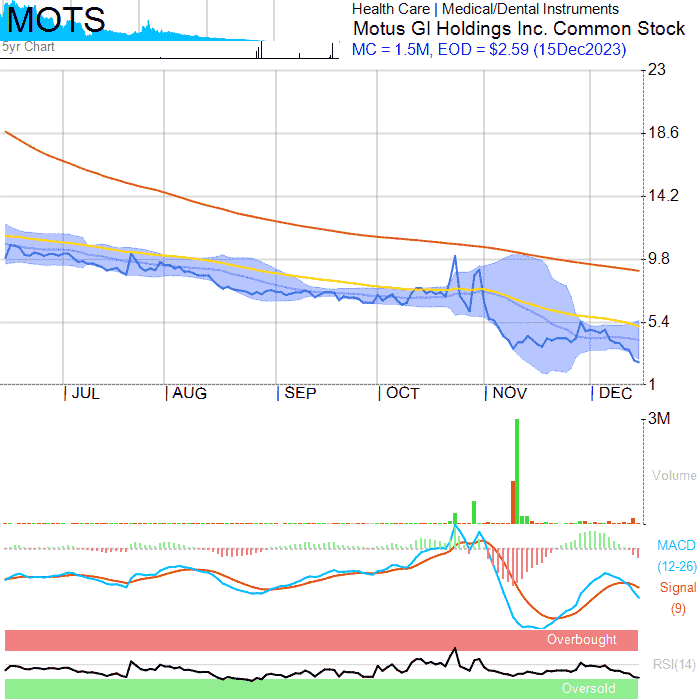 MOTS
5yr Chart
Health Care | Medical/Dental Instruments
Motus GI Holdings Inc. Common Stock
MC = 1.5M, EOD = $2.59 (15Dec2023)
23
18.6
14.2
9.8
5.4
1
JUL AUG SEP OCT NOV DEC
3M
Volume
MACD
(12-26)
Signal
(9)
Overbought
RSI(14)
Oversold